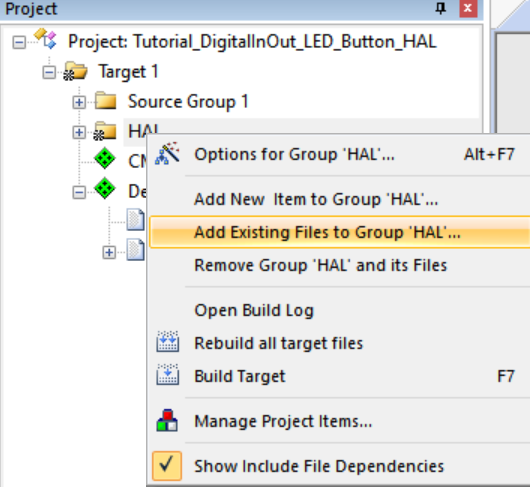 Project
Project: Tutorial_DigitalInOut_LED_Button_HAL
Target 1
Source Group 1
HAL
Options for Group 'HAL'... Alt+F7
Add New Item to Group 'HAL'...
Add Existing Files to Group 'HAL'...
Remove Group 'HAL' and its Files
Open Build Log
Rebuild all target files
Build Target F7
Manage Project Items...
Show Include File Dependencies